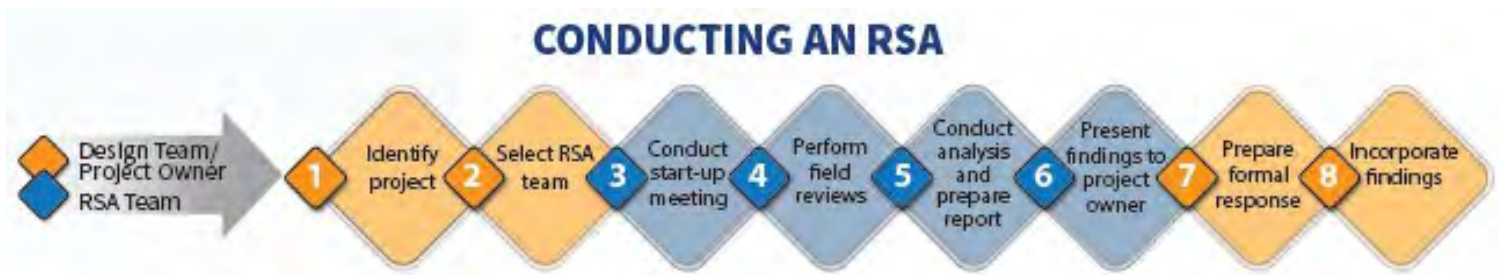 CONDUCTING AN RSA
Design Team/
Project Owner
RSA Team
1
Identify
project
2
Select RSA
team
3
Conduct
start-up
meeting
4
Perform
field
reviews
5
Conduct
analysis
and
prepare
report
6
Present
findings to
project
owner
7
Prepare
formal
response
8
Incorporate
findings